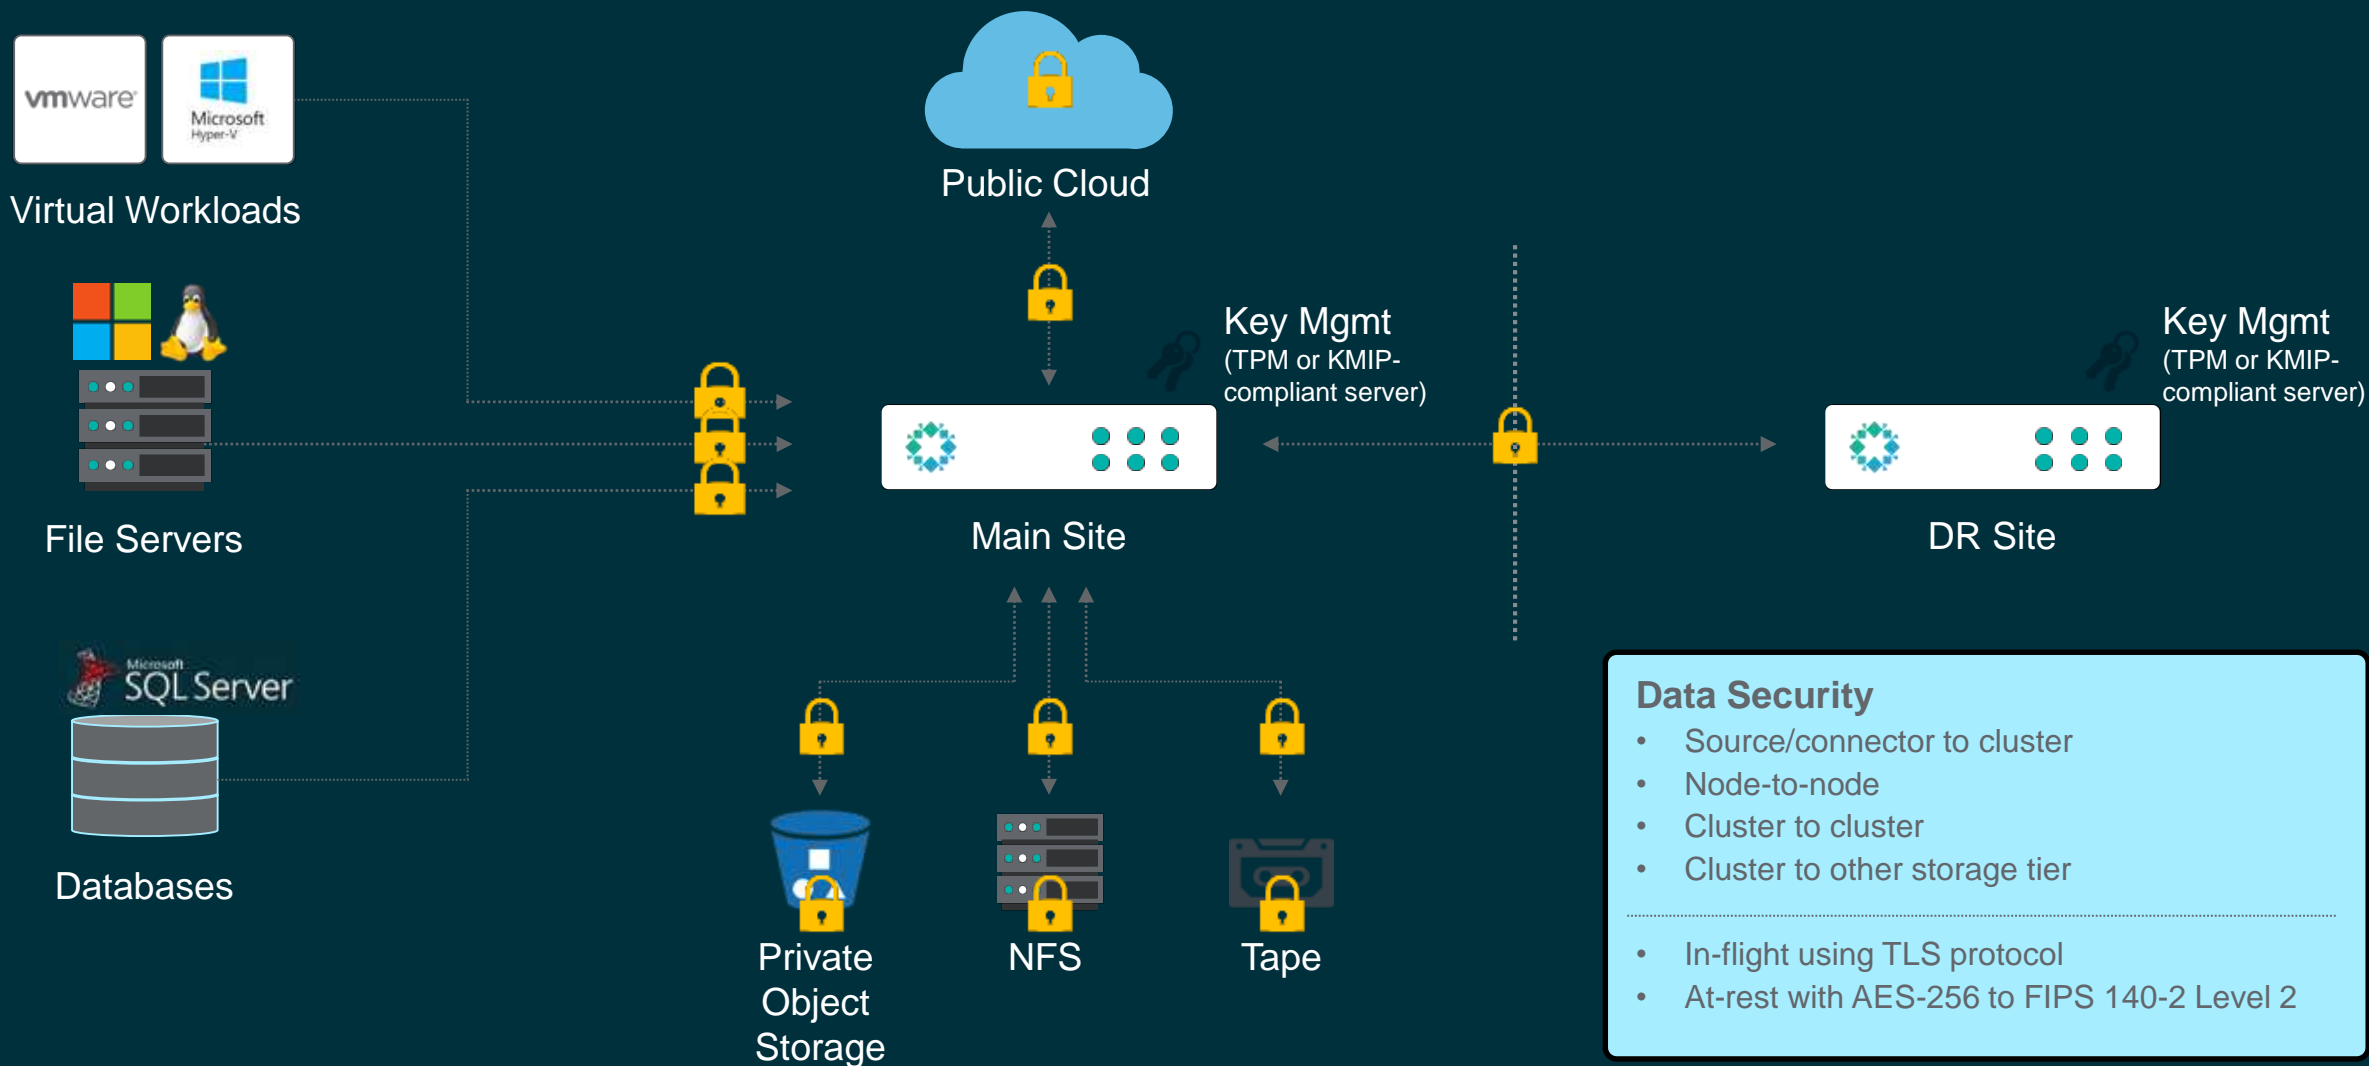 vmware
Microsoft
Hyper-V
Virtual Workloads
File Servers
Microsoft
SQL Server
Databases
Public Cloud
Key Mgmt
(TPM or KMIP-
compliant server)
Main Site
Key Mgmt
(TPM or KMIP-
compliant server)
DR Site
Private
Object
Storage
NFS
Tape
Data Security
• Source/connector to cluster
• Node-to-node
• Cluster to cluster
• Cluster to other storage tier
• In-flight using TLS protocol
• At-rest with AES-256 to FIPS 140-2 Level 2